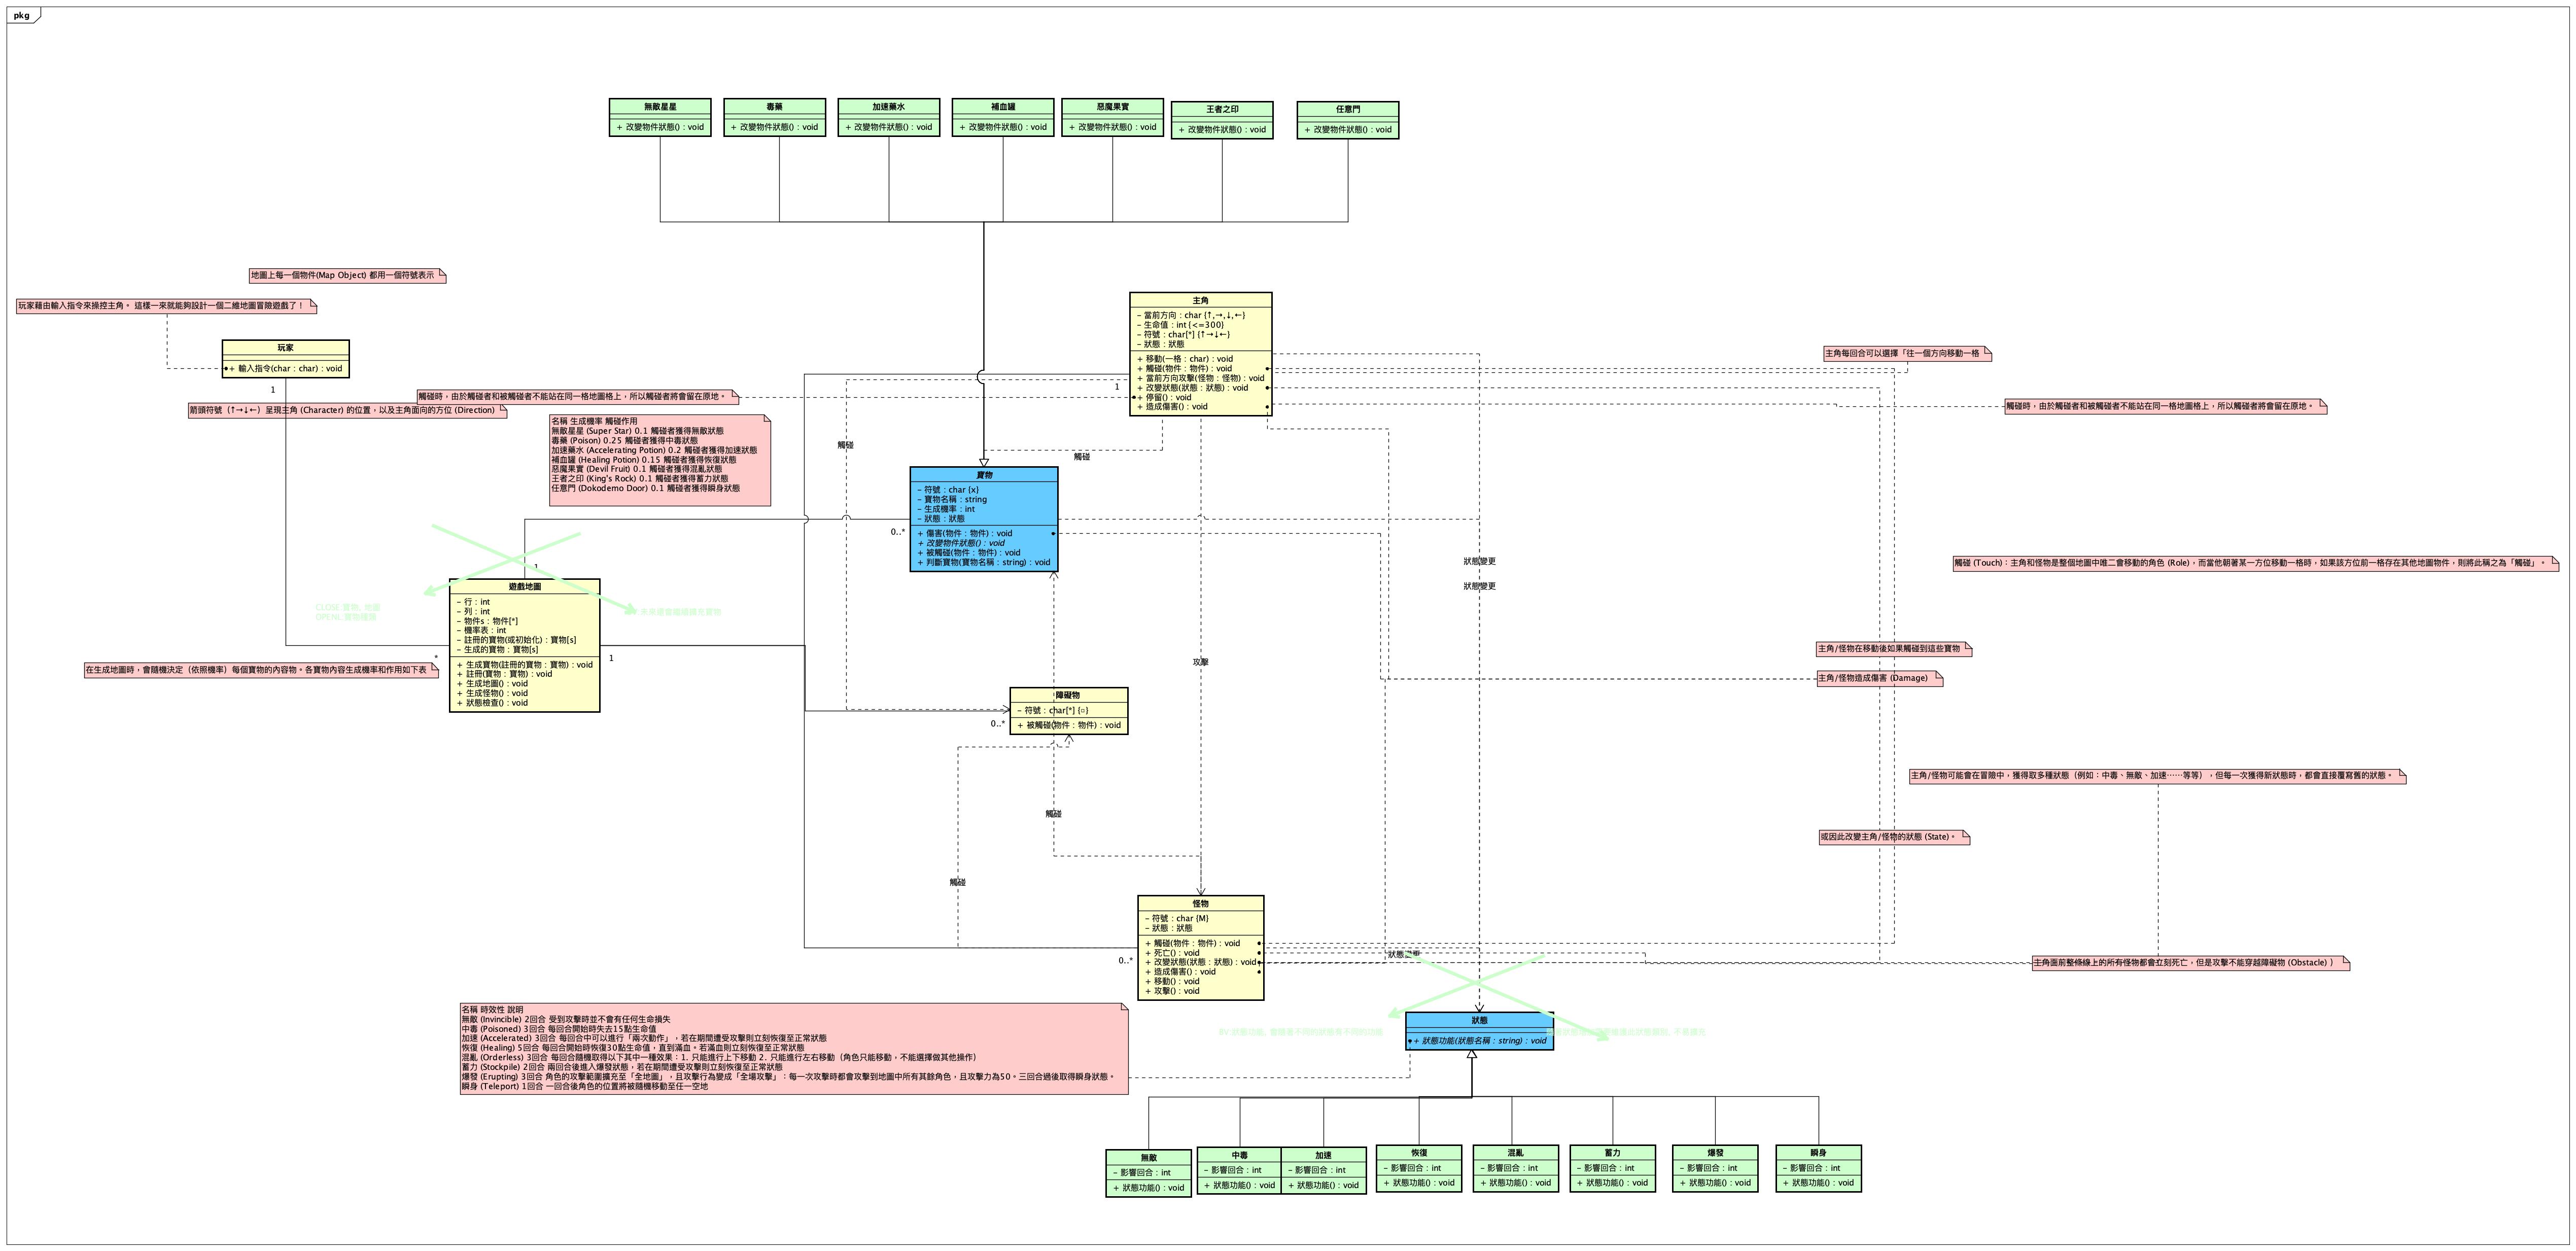 pkg
無敵星星
+ 改變物件狀態() : void
毒藥
+ 改變物件狀態() : void
加速藥水
+ 改變物件狀態() : void
補血罐
+ 改變物件狀態() : void
惡魔果實
+ 改變物件狀態() : void
王者之印
+ 改變物件狀態() : void
任意門
+ 改變物件狀態() : void
地圖上每一個物件(Map Object) 都用一個符號表示
玩家藉由輸入指令來操控主角。 這樣一來就能夠設計一個二維地圖冒險遊戲了！
玩家
+ 輸入指令(char : char) : void
1
箭頭符號（↑→↓←）呈現主角 (Character) 的位置，以及主角面向的方位 (Direction)
觸碰時，由於觸碰者和被觸碰者不能站在同一格地圖格上，所以觸碰者將會留在原地。
名稱 生成機率 觸碰作用
無敵星星 (Super Star) 0.1 觸碰者獲得無敵狀態
毒藥 (Poison) 0.25 觸碰者獲得中毒狀態
加速藥水 (Accelerating Potion) 0.2 觸碰者獲得加速狀態
補血罐 (Healing Potion) 0.15 觸碰者獲得恢復狀態
惡魔果實 (Devil Fruit) 0.1 觸碰者獲得混亂狀態
王者之印 (King's Rock) 0.1 觸碰者獲得蓄力狀態
任意門 (Dokodemo Door) 0.1 觸碰者獲得瞬身狀態
主角
– 當前方向 : char {↑,→,↓,←}
– 生命值 : int {<=300}
– 符號 : char[*] {↑→↓←}
– 狀態 : 狀態
+ 移動(一格 : char) : void
+ 觸碰(物件 : 物件) : void
+ 當前方向攻擊(怪物 : 怪物) : void
+ 改變狀態(狀態 : 狀態) : void
+ 停留() : void
+ 造成傷害() : void
1
主角每回合可以選擇「往一個方向移動一格
觸碰時，由於觸碰者和被觸碰者不能站在同一格地圖格上，所以觸碰者將會留在原地。
觸碰
觸碰
寶物
– 符號 : char {x}
– 寶物名稱 : string
– 生成機率 : int
– 狀態 : 狀態
+ 傷害(物件 : 物件) : void
+ 改變物件狀態() : void
+ 被觸碰(物件 : 物件) : void
+ 判斷寶物(寶物名稱 : string) : void
0..*
狀態變更
狀態變更
觸碰 (Touch)：主角和怪物是整個地圖中唯二會移動的角色 (Role)，而當他朝著某一方位移動一格時，如果該方位前一格存在其他地圖物件，則將此稱之為「觸碰」。
1
遊戲地圖
– 行 : int
– 列 : int
– 物件s : 物件[*]
– 機率表 : int
– 註冊的寶物(或初始化) : 寶物[s]
– 生成的寶物 : 寶物[s]
+ 生成寶物(註冊的寶物 : 寶物) : void
+ 註冊(寶物 : 寶物) : void
+ 生成地圖() : void
+ 生成怪物() : void
+ 狀態檢查() : void
*
1
CLOSE:寶物, 地圖
在生成地圖時，會隨機決定（依照機率）每個寶物的內容物。各寶物內容生成機率和作用如下表
攻擊
主角/怪物在移動後如果觸碰到這些寶物
主角/怪物造成傷害 (Damage)
障礙物
– 符號 : char[*] {□}
+ 被觸碰(物件 : 物件) : void
0..*
主角/怪物可能會在冒險中，獲得取多種狀態（例如：中毒、無敵、加速⋯⋯等等），但每一次獲得新狀態時，都會直接覆寫舊的狀態。
觸碰
或因此改變主角/怪物的狀態 (State)。
觸碰
怪物
– 符號 : char {M}
– 狀態 : 狀態
+ 觸碰(物件 : 物件) : void
+ 死亡() : void
+ 改變狀態(狀態 : 狀態) : void
+ 造成傷害() : void
+ 移動() : void
+ 攻擊() : void
0..*
主角面前整條線上的所有怪物都會立刻死亡，但是攻擊不能穿越障礙物 (Obstacle) ）
名稱 時效性 說明
無敵 (Invincible) 2回合 受到攻擊時並不會有任何生命損失
中毒 (Poisoned) 3回合 每回合開始時失去15點生命值
加速 (Accelerated) 3回合 每回合中可以進行「兩次動作」，若在期間遭受攻擊則立刻恢復至正常狀態
恢復 (Healing) 5回合 每回合開始時恢復30點生命值，直到滿血。若滿血則立刻恢復至正常狀態
混亂 (Orderless) 3回合 每回合隨機取得以下其中一種效果：1. 只能進行上下移動 2. 只能進行左右移動（角色只能移動，不能選擇做其他操作）
蓄力 (Stockpile) 2回合 兩回合後進入爆發狀態，若在期間遭受攻擊則立刻恢復至正常狀態
爆發 (Erupting) 3回合 角色的攻擊範圍擴充至「全地圖」，且攻擊行為變成「全場攻擊」：每一次攻擊時都會攻擊到地圖中所有其餘角色，且攻擊力為50。三回合過後取得瞬身狀態。
瞬身 (Teleport) 1回合 一回合後角色的位置將被隨機移動至任一空地
狀態
+ 狀態功能(狀態名稱 : string) : void
無敵
– 影響回合 : int
+ 狀態功能() : void
中毒
– 影響回合 : int
+ 狀態功能() : void
加速
– 影響回合 : int
+ 狀態功能() : void
恢復
– 影響回合 : int
+ 狀態功能() : void
混亂
– 影響回合 : int
+ 狀態功能() : void
蓄力
– 影響回合 : int
+ 狀態功能() : void
爆發
– 影響回合 : int
+ 狀態功能() : void
瞬身
– 影響回合 : int
+ 狀態功能() : void